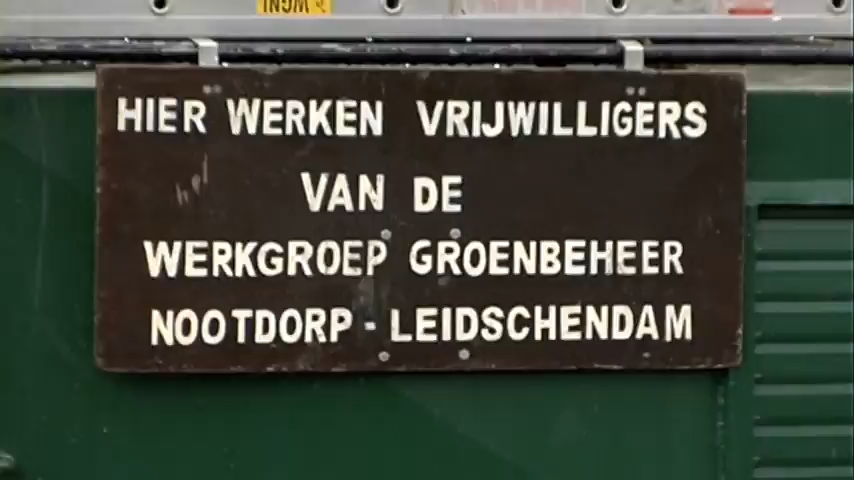 HIER WERKEN VRIJWILLIGERS
VAN DE
WERKGROEP GROENBEHEER
NOOTDORP - LEIDSCHENDAM